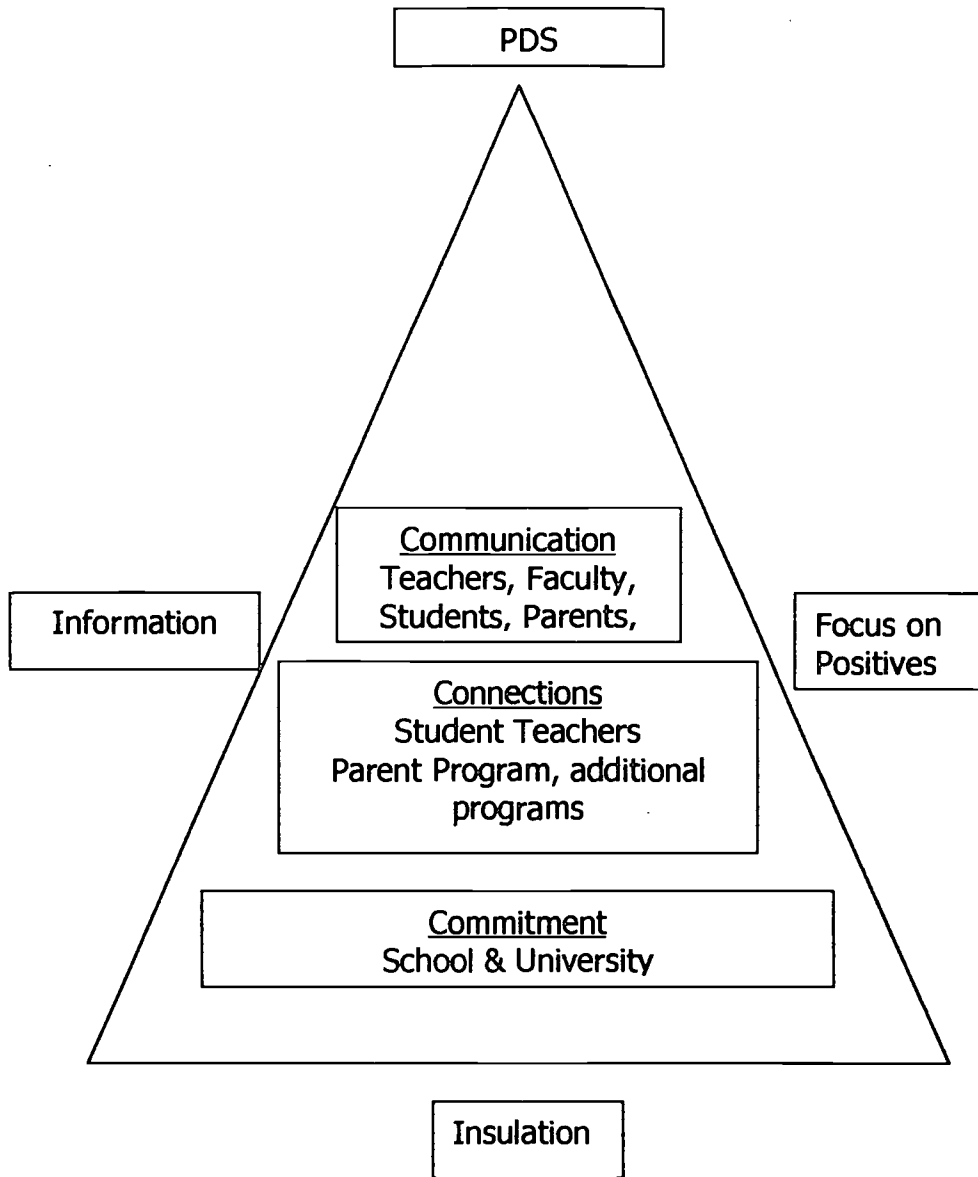 PDS
Communication
Teachers, Faculty,
Students, Parents,
Information
Focus on
Positives
Connections
Student Teachers
Parent Program, additional
programs
Commitment
School & University
Insulation